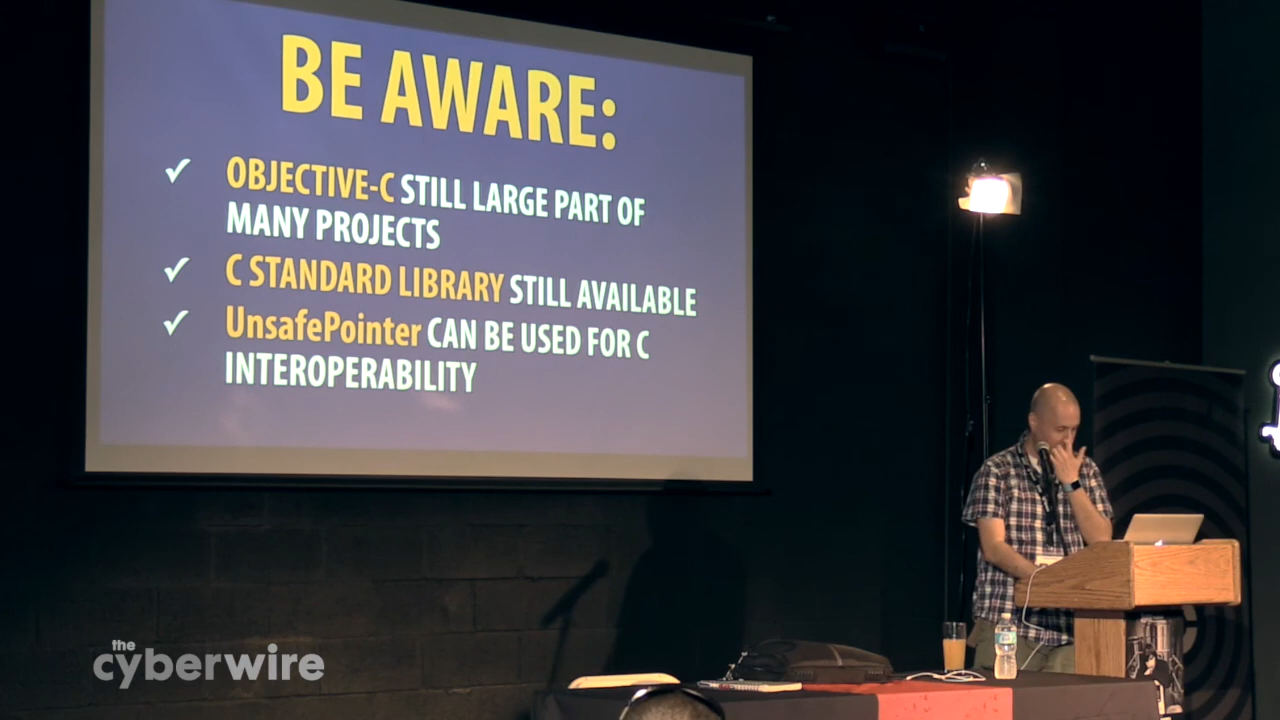 BE AWARE:
✓ OBJECTIVE-C STILL LARGE PART OF
MANY PROJECTS
✓ C STANDARD LIBRARY STILL AVAILABLE
✓ UnsafePointer CAN BE USED FOR C
INTEROPERABILITY
the
cyberwire